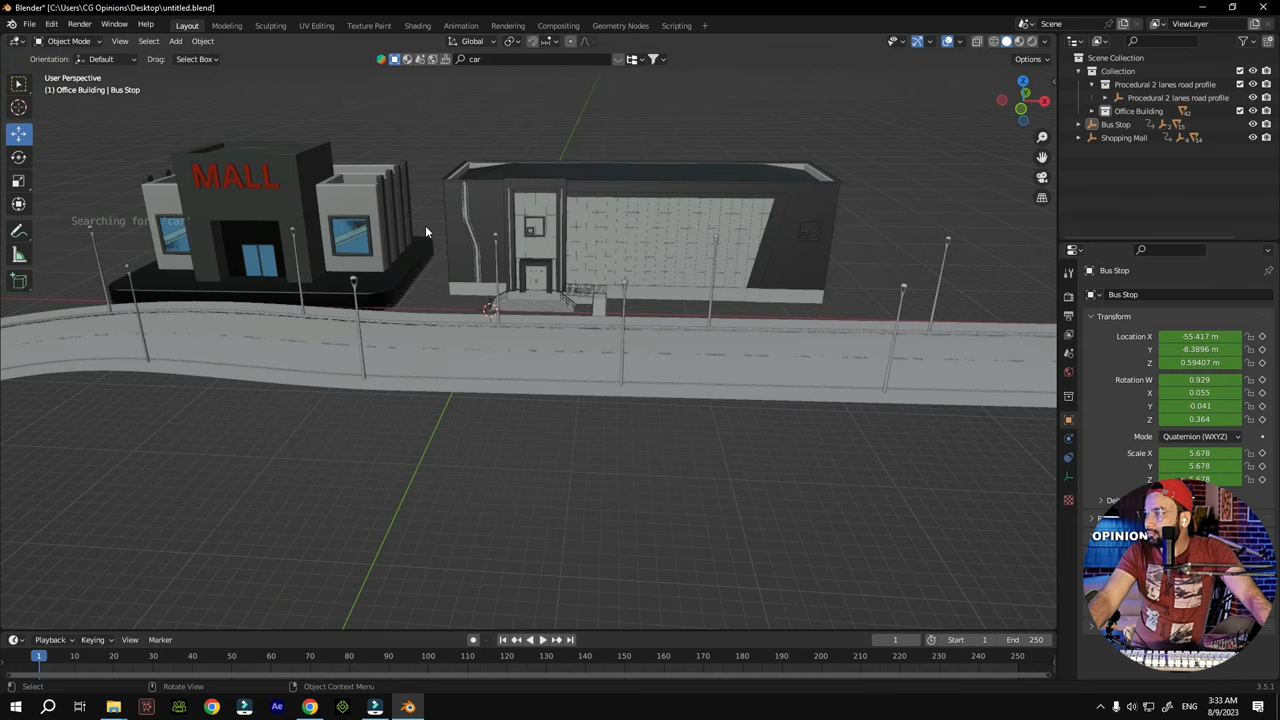 Blender* [C:\Users\CG Opinions\Desktop\untitled.blend]
File Edit Render Window Help Layout Modeling Sculpting UV Editing Texture Paint Shading Animation Rendering Compositing Geometry Nodes Scripting + Scene ViewLayer
Object Mode View Select Add Object Global
Orientation: Default Drag: Select Box car Options
User Perspective
(1) Office Building | Bus Stop
Searching for: 'car'
MALL
X
Z
Scene Collection
Collection
Procedural 2 lanes road profile
Procedural 2 lanes road profile
Office Building 42
Bus Stop 2 15
Shopping Mall 4 14
Bus Stop
Bus Stop
Transform
Location X -55.417 m
Y -8.3896 m
Z 0.59407 m
Rotation W 0.929
X 0.055
Y -0.041
Z 0.364
Mode Quaternion (WXYZ)
Scale X 5.678
Y 5.678
5.678
OPINION
Playback Keying View Marker 1 Start 1 End 250
1 10 20 30 40 50 60 70 80 90 100 110 120 130 140 150 160 170 180 190 200 210 220 230 240 250
Select Rotate View Object Context Menu 3.5.1
Ae ENG 3:33 AM
8/9/2023